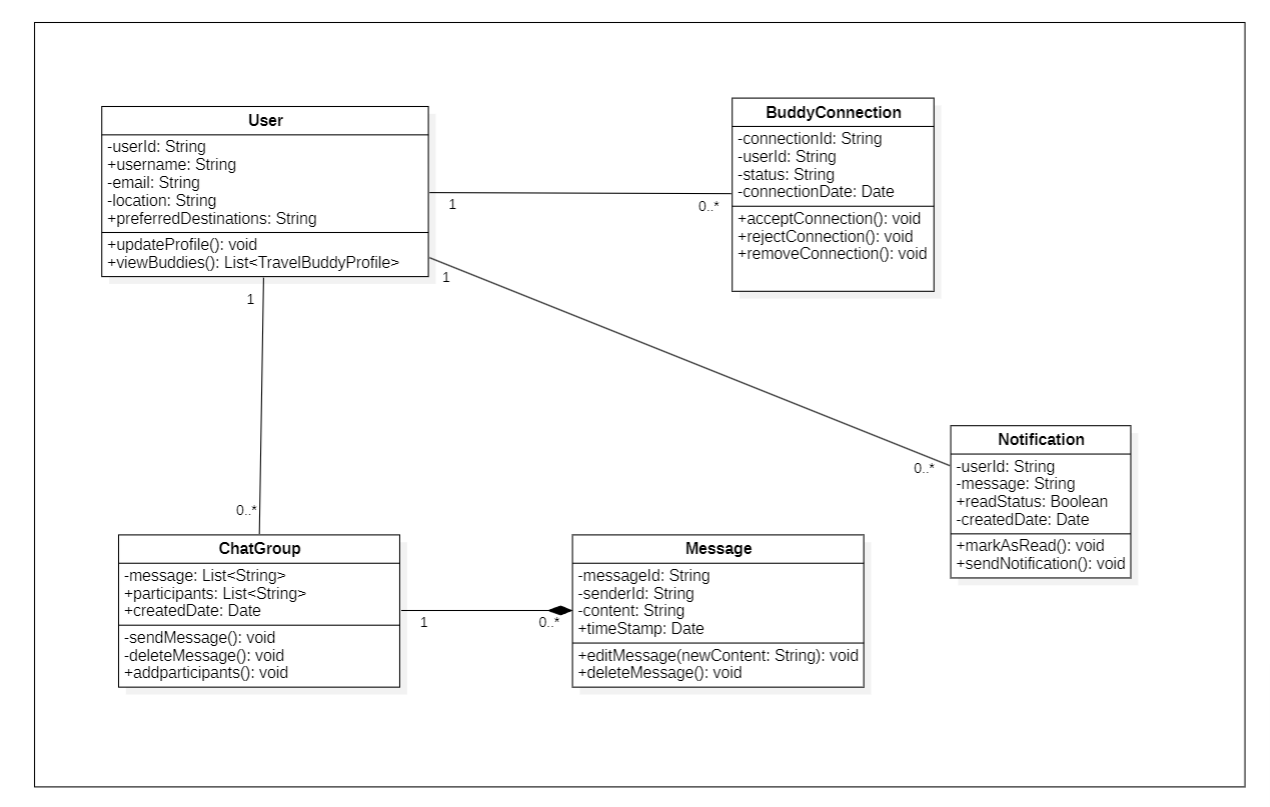 User
-userId: String
+username: String
-email: String
-location: String
+preferredDestinations: String
+updateProfile(): void
+viewBuddies(): List<TravelBuddyProfile>
BuddyConnection
-connectionId: String
-userId: String
-status: String
-connectionDate: Date
+acceptConnection(): void
+rejectConnection(): void
+removeConnection(): void
1
0..*
1
1
0..*
0..*
Notification
-userId: String
-message: String
+readStatus: Boolean
-createdDate: Date
+markAsRead(): void
+sendNotification(): void
ChatGroup
-message: List<String>
+participants: List<String>
+createdDate: Date
-sendMessage(): void
-deleteMessage(): void
+addparticipants(): void
1
0..*
Message
-messageId: String
-senderId: String
-content: String
+timeStamp: Date
+editMessage(newContent: String): void
+deleteMessage(): void